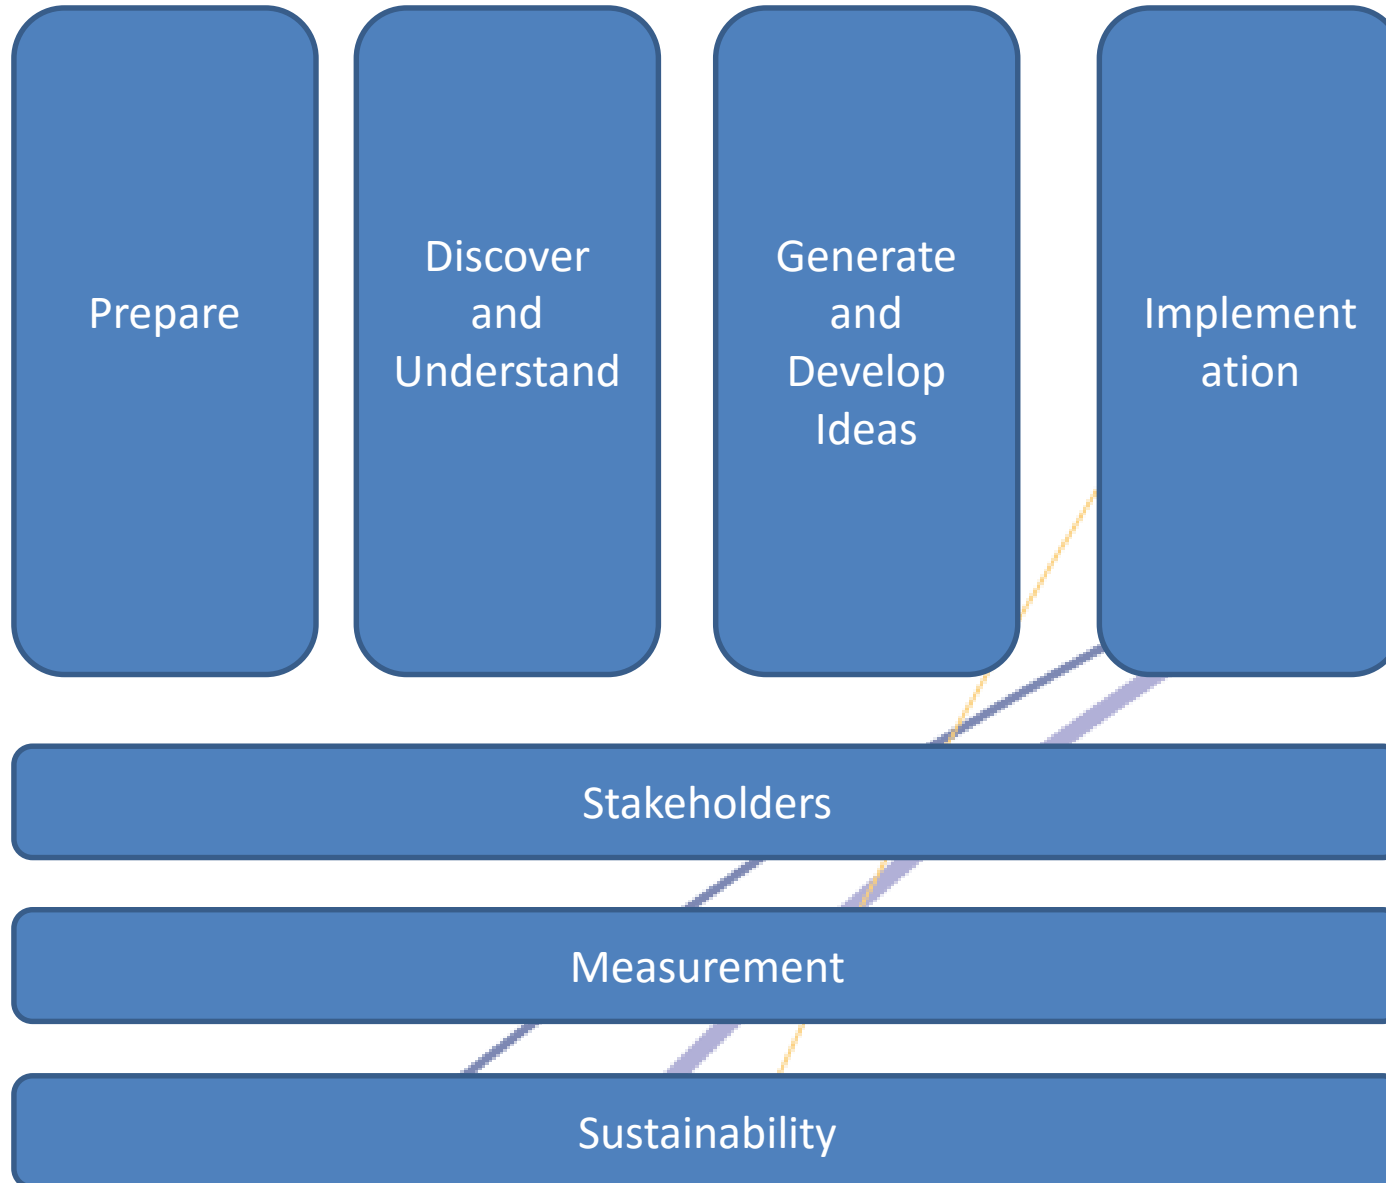 Prepare
Discover
and
Understand
Generate
and
Develop
Ideas
Implement
ation
Stakeholders
Measurement
Sustainability